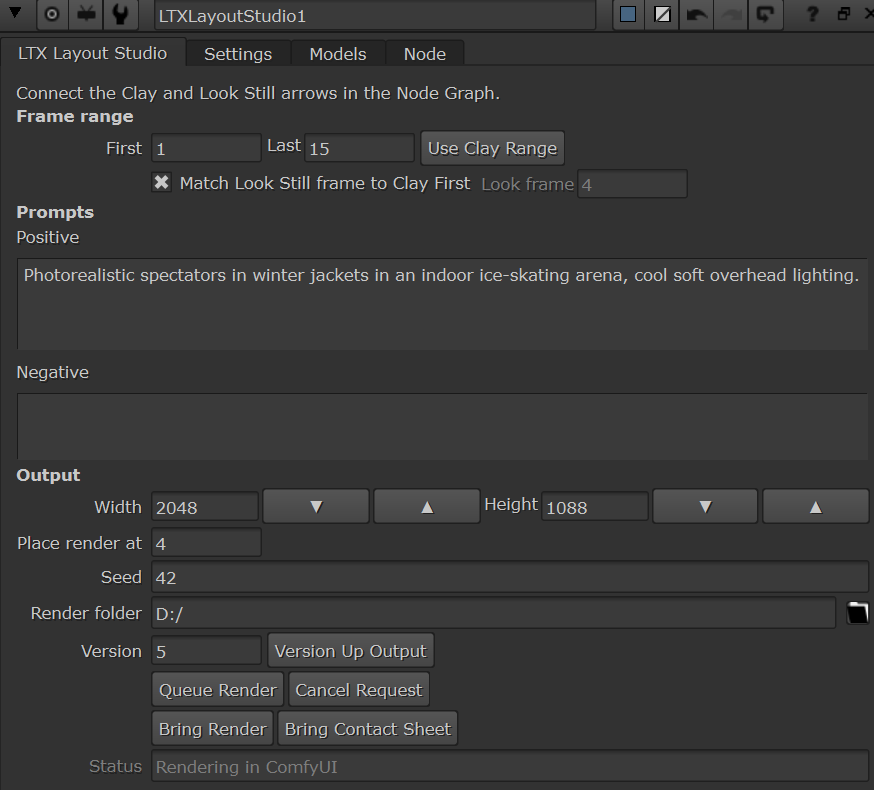 LTXLayoutStudio1
?
LTX Layout Studio Settings Models Node
Connect the Clay and Look Still arrows in the Node Graph.
Frame range
First 1 Last 15 Use Clay Range
Match Look Still frame to Clay First Look frame 4
Prompts
Positive
Photorealistic spectators in winter jackets in an indoor ice-skating arena, cool soft overhead lighting.
Negative
Output
Width 2048 ▼ ▲ Height 1088 ▼ ▲
Place render at 4
Seed 42
Render folder D:/
Version 5 Version Up Output
Queue Render Cancel Request
Bring Render Bring Contact Sheet
Status Rendering in ComfyUI